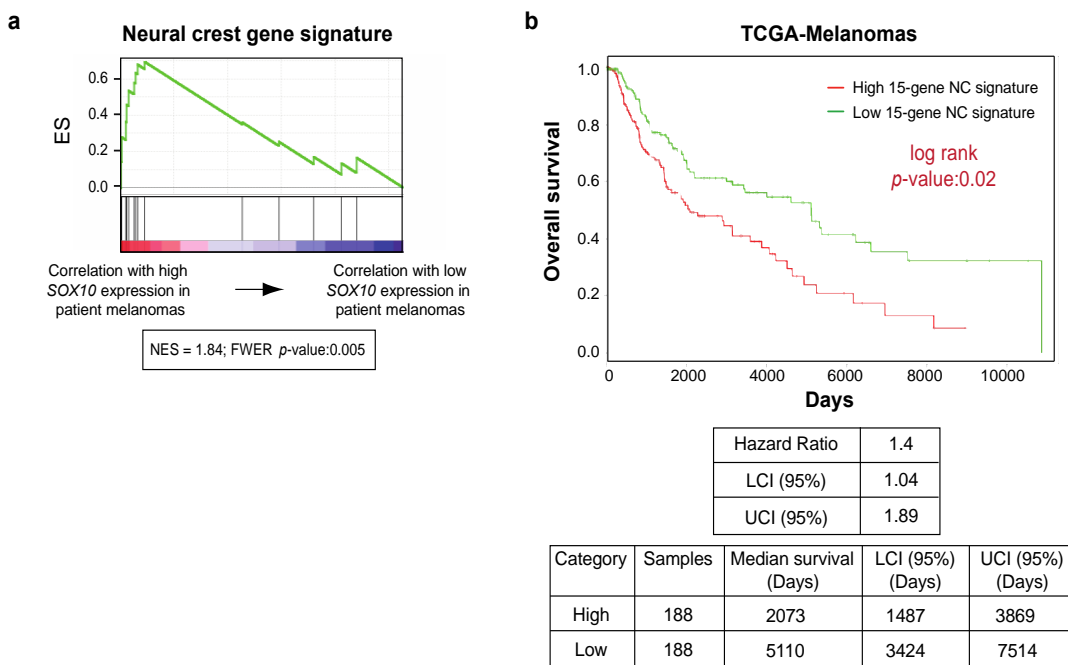 a
Neural crest gene signature
ES
0.6
0.4
0.2
0.0
Correlation with high
SOX10 expression in
patient melanomas
Correlation with low
SOX10 expression in
patient melanomas
NES = 1.84; FWER p-value:0.005
b
TCGA-Melanomas
Overall survival
1.0
0.8
0.6
0.4
0.2
0.0
High 15-gene NC signature
Low 15-gene NC signature
log rank
p-value:0.02
0 2000 4000 6000 8000 10000
Days
Hazard Ratio 1.4
LCI (95%) 1.04
UCI (95%) 1.89
Category Samples Median survival (Days) LCI (95%) (Days) UCI (95%) (Days)
High 188 2073 1487 3869
Low 188 5110 3424 7514